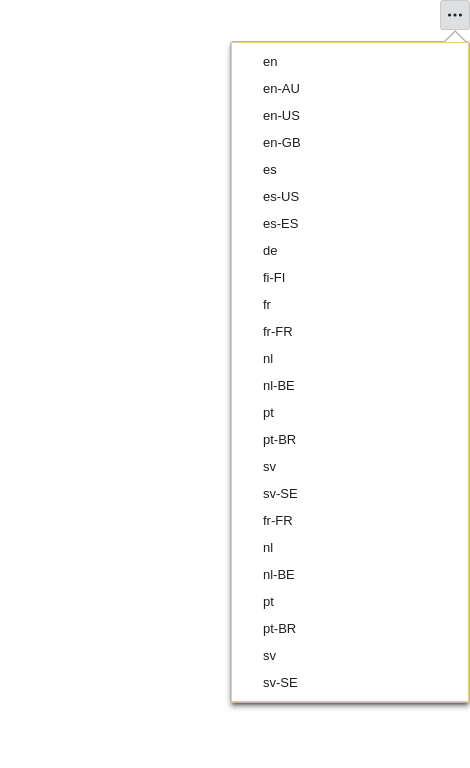 en
en-AU
en-US
en-GB
es
es-US
es-ES
de
fi-FI
fr
fr-FR
nl
nl-BE
pt
pt-BR
sv
sv-SE
fr-FR
nl
nl-BE
pt
pt-BR
sv
sv-SE